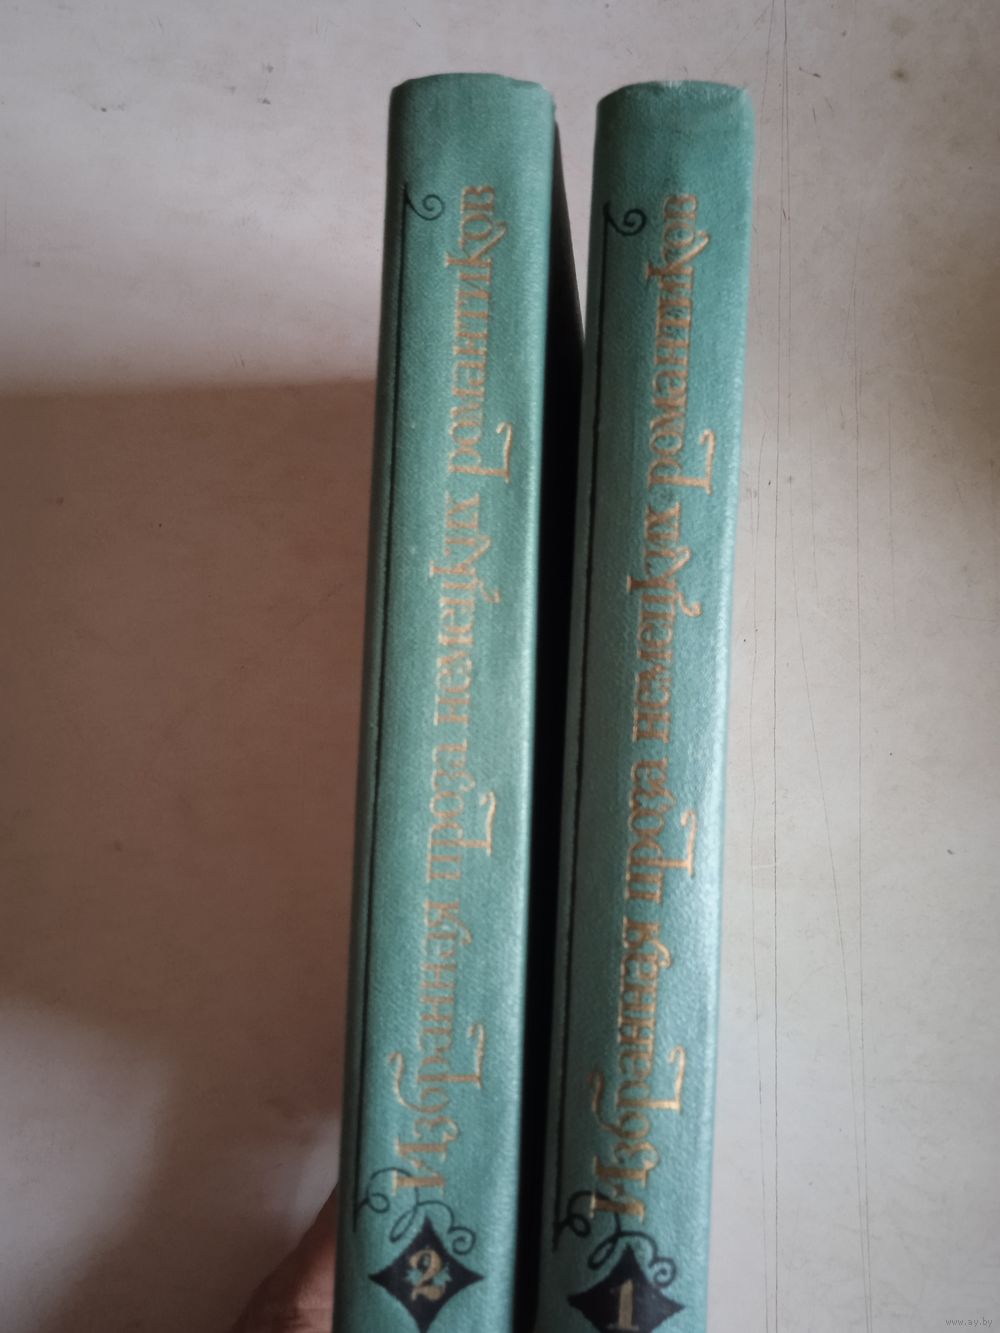 Избранная проза немецких романтиков
2
Избранная проза немецких романтиков
1
www.ay.by